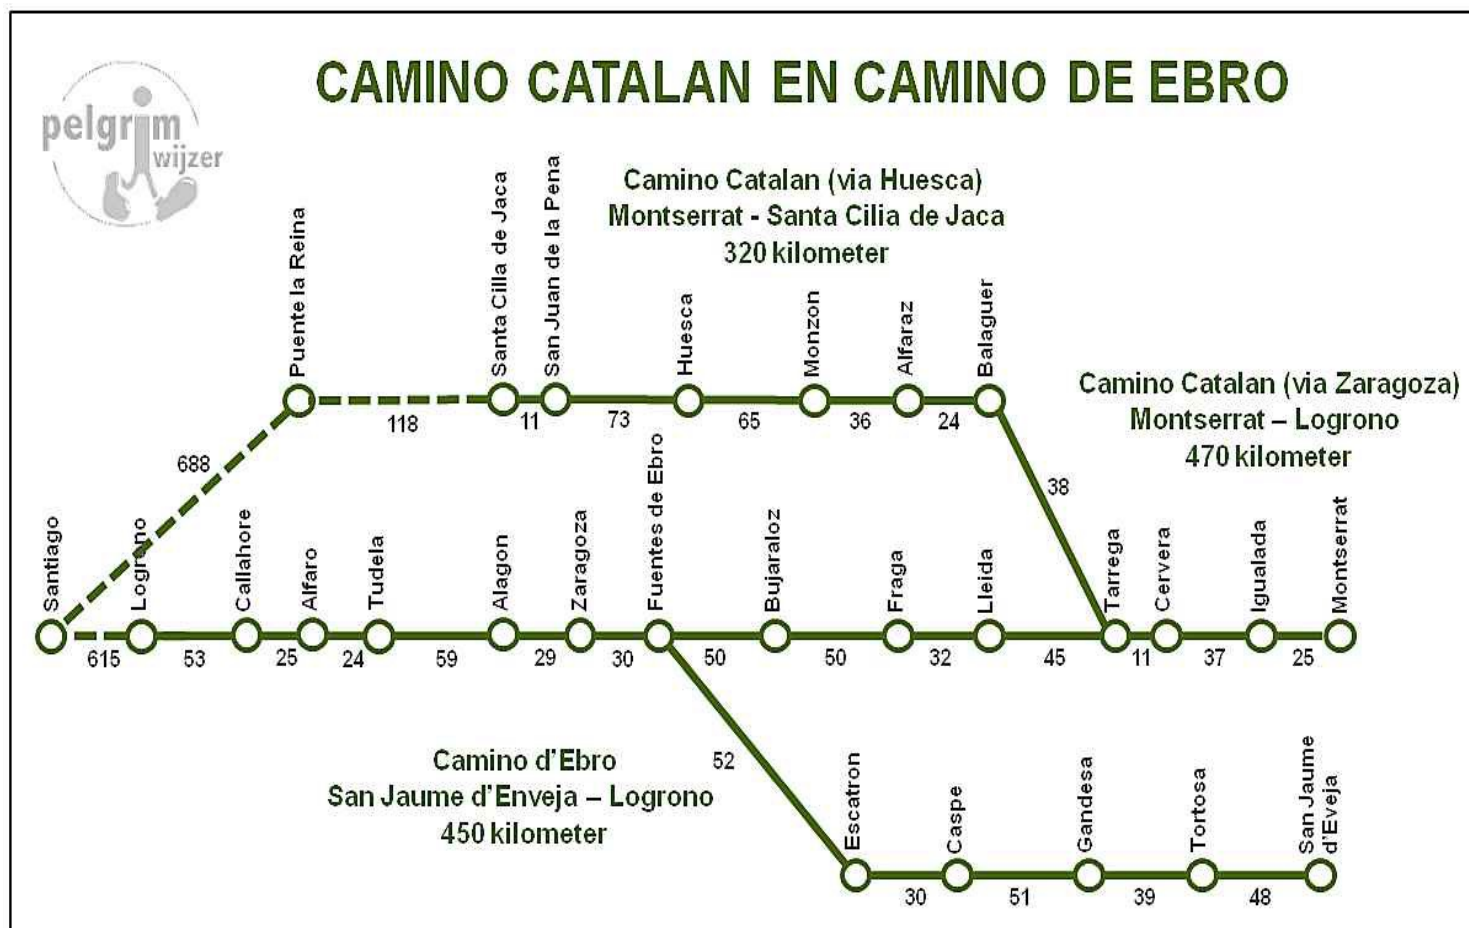 CAMINO CATALAN EN CAMINO DE EBRO
pelgrim
wijzer
Camino Catalan (via Huesca)
Montserrat - Santa Cilia de Jaca
320 kilometer
Puente la Reina
Santa Cilla de Jaca
San Juan de la Pena
Huesca
Monzon
Alfaraz
Balaguer
118
11
73
65
36
24
Camino Catalan (via Zaragoza)
Montserrat – Logrono
470 kilometer
688
38
Santiago
Logrono
Callahore
Alfaro
Tudela
Alagon
Zaragoza
Fuentes de Ebro
Bujaraloz
Fraga
Lleida
Tarrega
Cervera
Igualada
Montserrat
615
53
25
24
59
29
30
50
50
32
45
11
37
25
Camino d'Ebro
San Jaume d'Enveja – Logrono
450 kilometer
52
Escatron
Caspe
Gandesa
Tortosa
San Jaume
d'Eveja
30
51
39
48